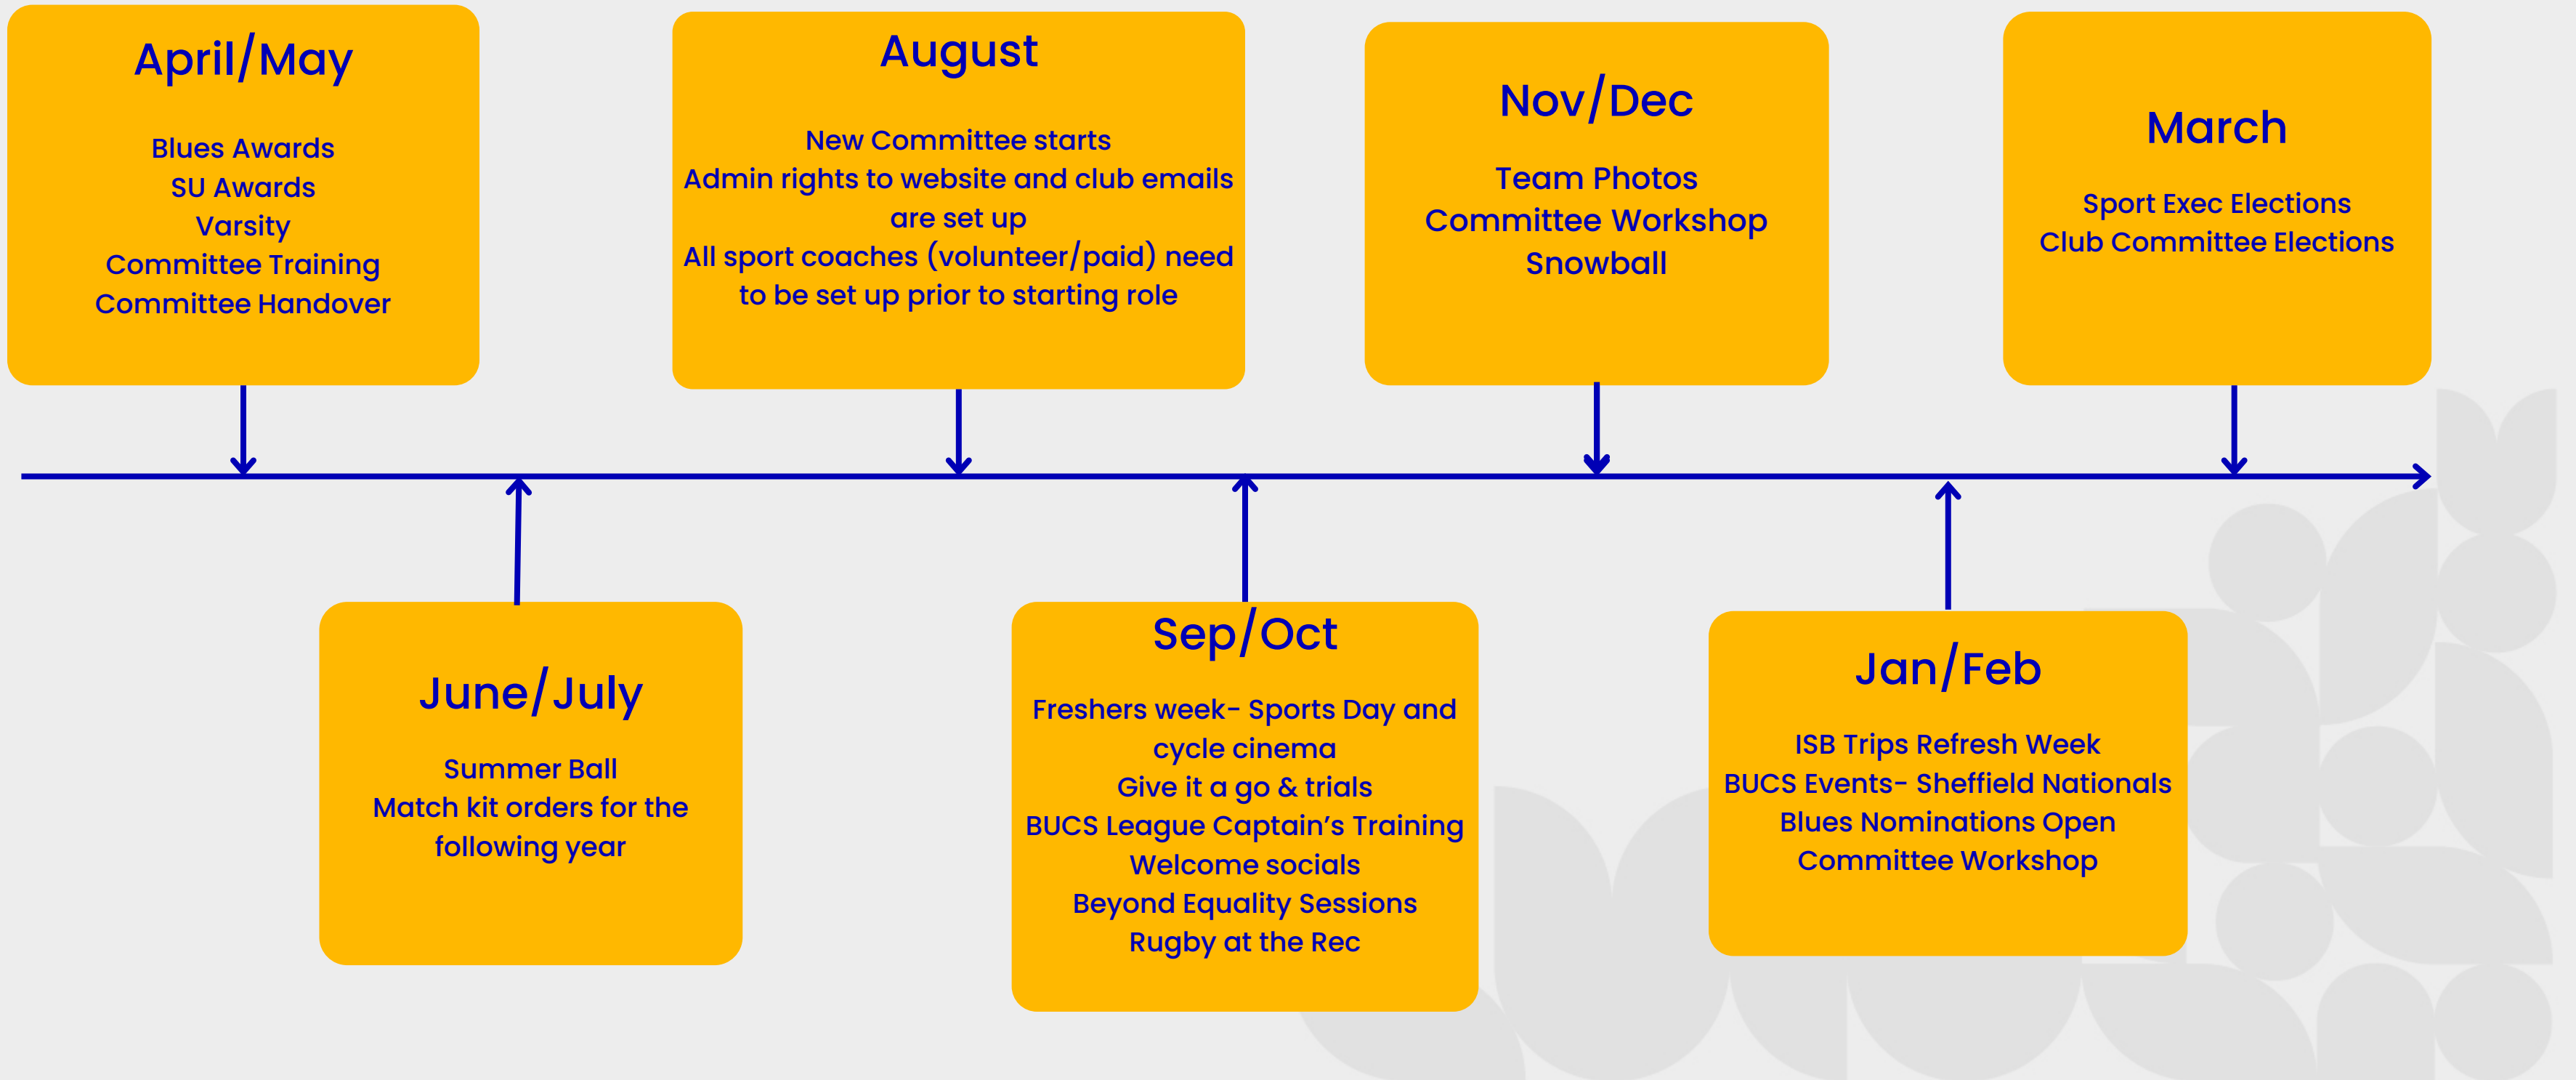 April/May
Blues Awards
SU Awards
Varsity
Committee Training
Committee Handover
June/July
Summer Ball
Match kit orders for the
following year
August
New Committee starts
Admin rights to website and club emails
are set up
All sport coaches (volunteer/paid) need
to be set up prior to starting role
Sep/Oct
Freshers week- Sports Day and
cycle cinema
Give it a go & trials
BUCS League Captain’s Training
Welcome socials
Beyond Equality Sessions
Rugby at the Rec
Nov/Dec
Team Photos
Committee Workshop
Snowball
Jan/Feb
ISB Trips Refresh Week
BUCS Events- Sheffield Nationals
Blues Nominations Open
Committee Workshop
March
Sport Exec Elections
Club Committee Elections